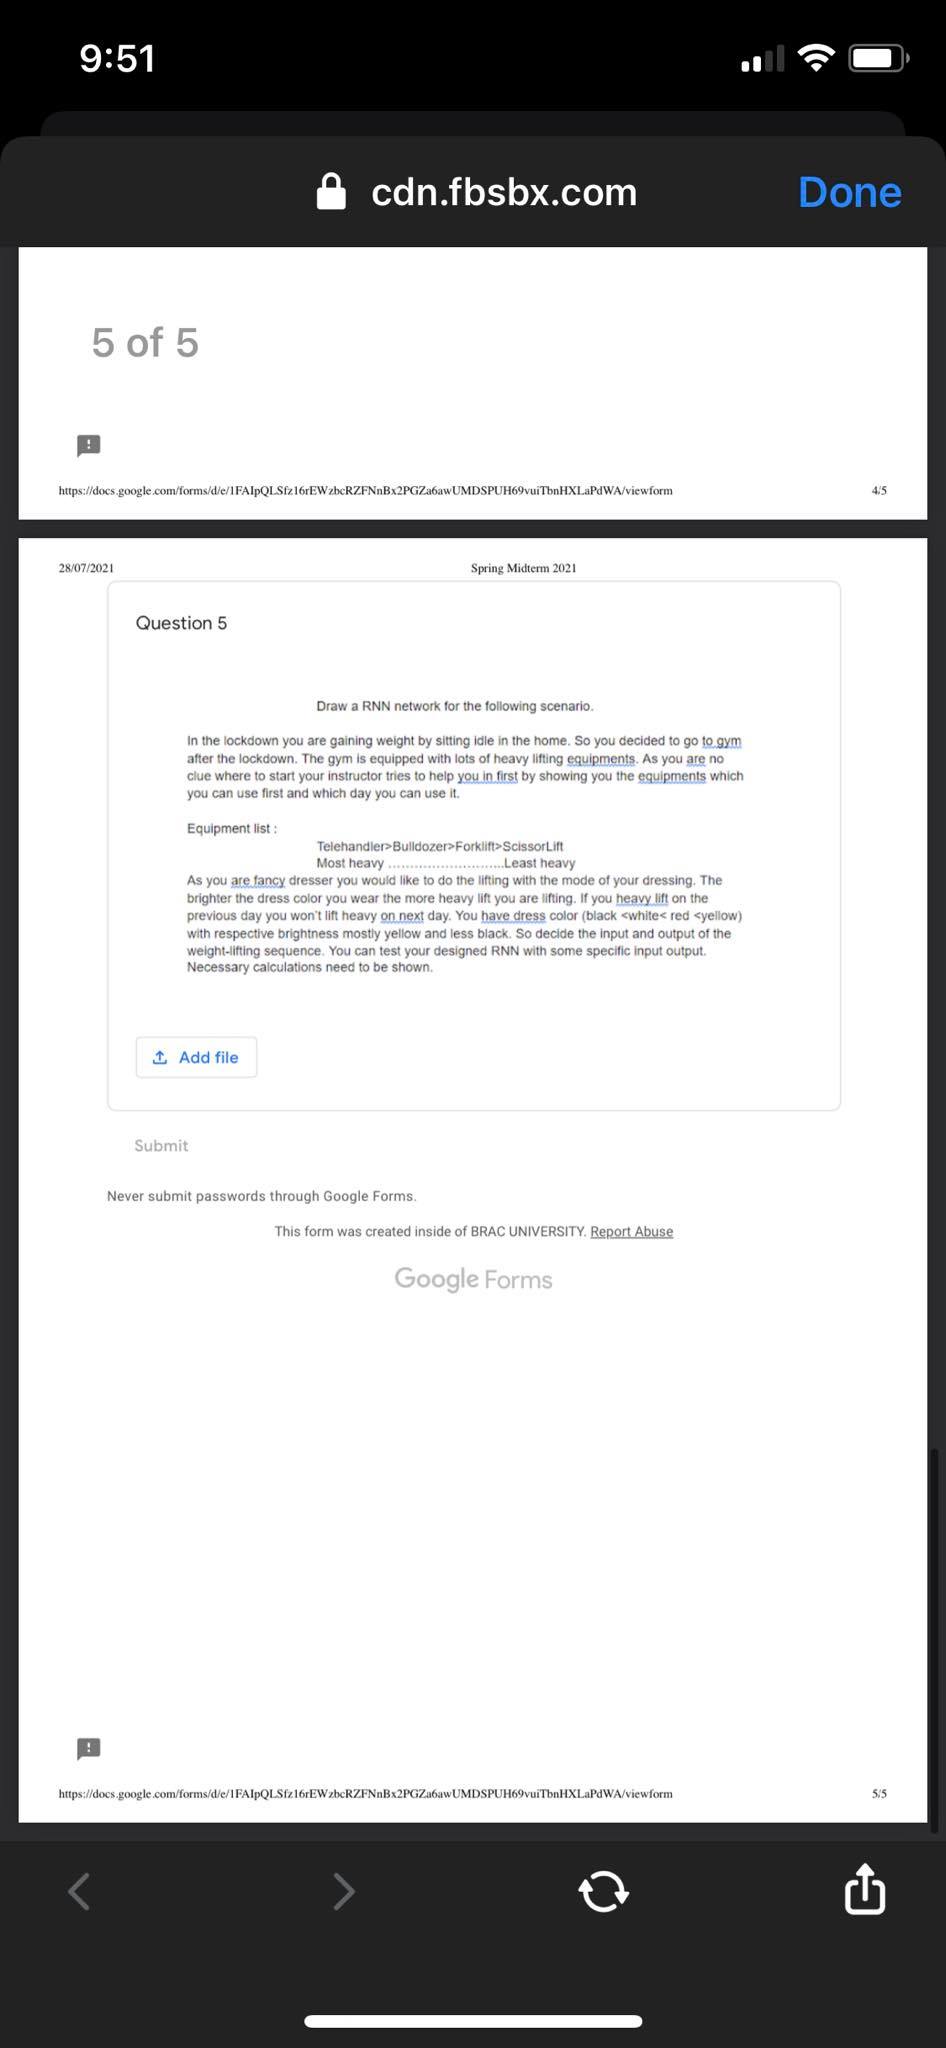 9:51
cdn.fbsbx.com
Done
5 of 5
https://docs.google.com/forms/d/e/1FAIpQLSfz16rEWzbcRZFNnBx2PGZa6awUMDSPUH69vuiTbnHXLaPdWA/viewform 4/5
28/07/2021 Spring Midterm 2021
Question 5
Draw a RNN network for the following scenario.
In the lockdown you are gaining weight by sitting idle in the home. So you decided to go to gym
after the lockdown. The gym is equipped with lots of heavy lifting equipments. As you are no
clue where to start your instructor tries to help you in first by showing you the equipments which
you can use first and which day you can use it.
Equipment list :
Telehandler>Bulldozer>Forklift>ScissorLift
Most heavy ............................Least heavy
As you are fancy dresser you would like to do the lifting with the mode of your dressing. The
brighter the dress color you wear the more heavy lift you are lifting. If you heavy lift on the
previous day you won't lift heavy on next day. You have dress color (black <white< red <yellow)
with respective brightness mostly yellow and less black. So decide the input and output of the
weight-lifting sequence. You can test your designed RNN with some specific input output.
Necessary calculations need to be shown.
Add file
Submit
Never submit passwords through Google Forms.
This form was created inside of BRAC UNIVERSITY. Report Abuse
Google Forms
https://docs.google.com/forms/d/e/1FAIpQLSfz16rEWzbcRZFNnBx2PGZa6awUMDSPUH69vuiTbnHXLaPdWA/viewform 5/5